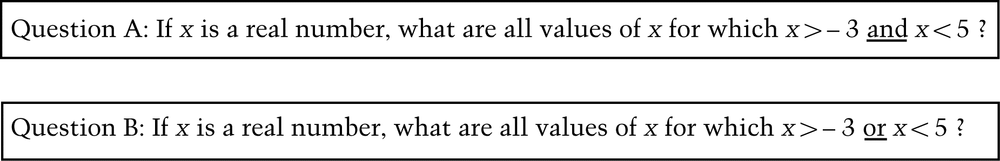 Question A: If x is a real number, what are all values of x for which x > – 3 and x < 5 ?
Question B: If x is a real number, what are all values of x for which x > – 3 or x < 5 ?